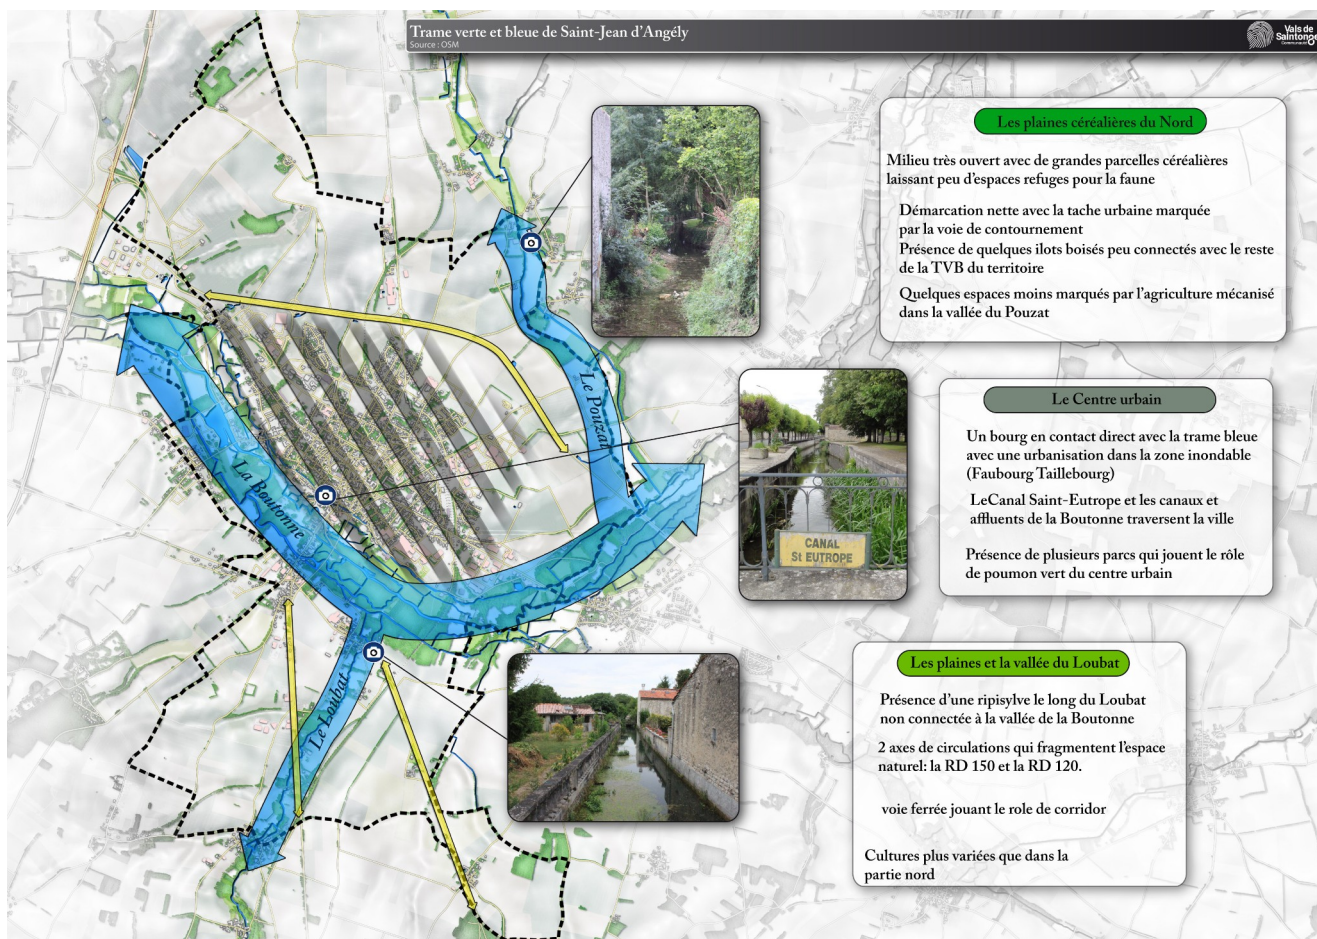 Trame verte et bleue de Saint-Jean d'Angély
Source : OSM
Vals de
Saintonge
Communauté
Les plaines céréalières du Nord
Milieu très ouvert avec de grandes parcelles céréalières
laissant peu d'espaces refuges pour la faune
Démarcation nette avec la tache urbaine marquée
par la voie de contournement
Présence de quelques ilots boisés peu connectés avec le reste
de la TVB du territoire
Quelques espaces moins marqués par l'agriculture mécanisé
dans la vallée du Pouzat
Le Pouzat
La Boutonne
Le Loubat
CANAL
St EUTROPE
Le Centre urbain
Un bourg en contact direct avec la trame bleue
avec une urbanisation dans la zone inondable
(Faubourg Taillebourg)
LeCanal Saint-Eutrope et les canaux et
affluents de la Boutonne traversent la ville
Présence de plusieurs parcs qui jouent le rôle
de poumon vert du centre urbain
Les plaines et la vallée du Loubat
Présence d'une ripisylve le long du Loubat
non connectée à la vallée de la Boutonne
2 axes de circulations qui fragmentent l'espace
naturel: la RD 150 et la RD 120.
voie ferrée jouant le role de corridor
Cultures plus variées que dans la
partie nord